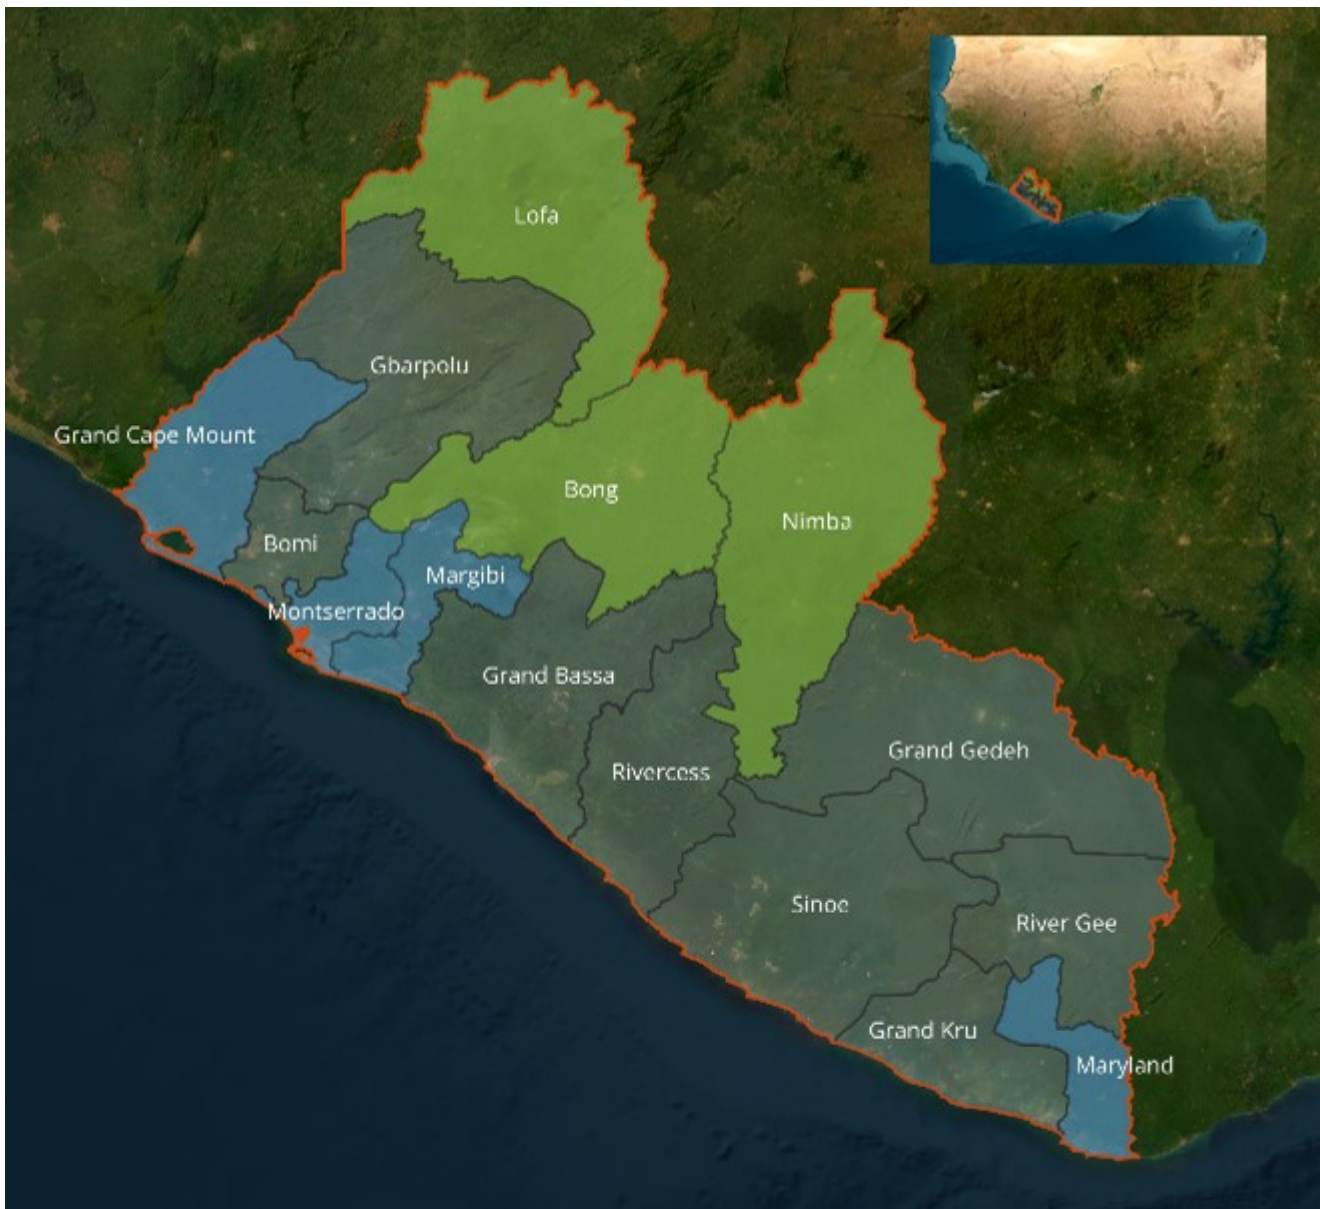 Lofa
Gbarpolu
Grand Cape Mount
Bong
Nimba
Bomi
Margibi
Montserrado
Grand Bassa
Grand Gedeh
Rivercess
Sinoe
River Gee
Grand Kru
Maryland